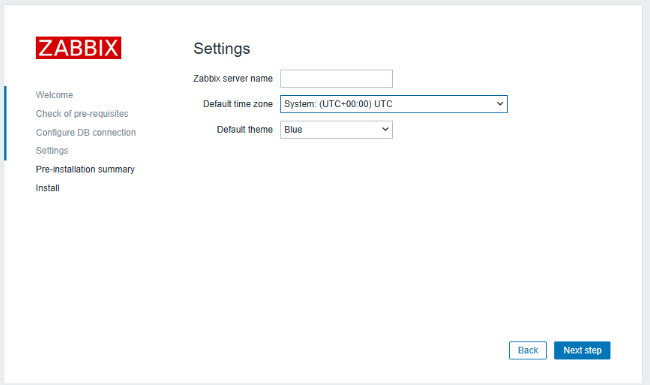 ZABBIX
Settings
Zabbix server name
Default time zone System: (UTC+00:00) UTC
Default theme Blue
Welcome
Check of pre-requisites
Configure DB connection
Settings
Pre-installation summary
Install
Back Next step